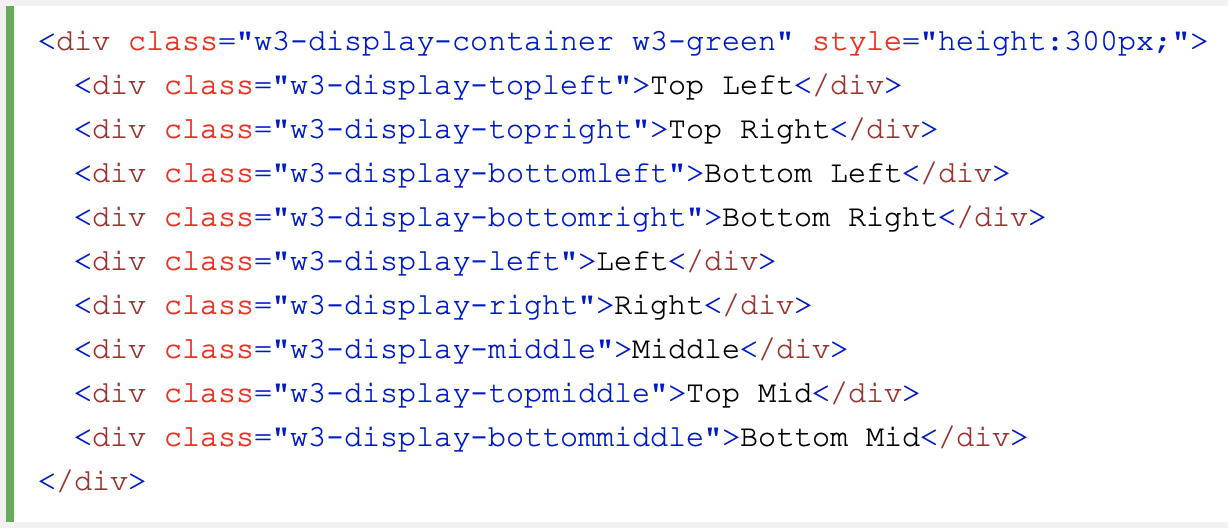 <div class="w3-display-container w3-green" style="height:300px;">
  <div class="w3-display-topleft">Top Left</div>
  <div class="w3-display-topright">Top Right</div>
  <div class="w3-display-bottomleft">Bottom Left</div>
  <div class="w3-display-bottomright">Bottom Right</div>
  <div class="w3-display-left">Left</div>
  <div class="w3-display-right">Right</div>
  <div class="w3-display-middle">Middle</div>
  <div class="w3-display-topmiddle">Top Mid</div>
  <div class="w3-display-bottommiddle">Bottom Mid</div>
</div>